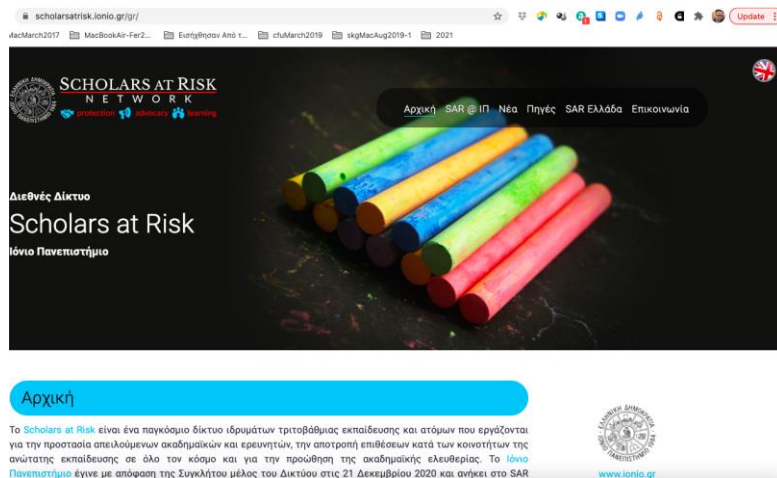 scholarsatrisk.ionio.gr/gr/
Update
MacMarch2017 MacBookAir-Fer2... Εισήγθησαν Από τ... cfuMarch2019 skgMacAug2019-1 2021
SCHOLARS AT RISK
NETWORK
protection advocacy learning
Αρχική SAR @ ΙΠ Νέα Πηγές SAR Ελλάδα Επικοινωνία
Διεθνές Δίκτυο
Scholars at Risk
Ιόνιο Πανεπιστήμιο
Αρχική
Το Scholars at Risk είναι ένα παγκόσμιο δίκτυο ιδρυμάτων τριτοβάθμιας εκπαίδευσης και ατόμων που εργάζονται
για την προστασία απειλούμενων ακαδημαϊκών και ερευνητών, την αποτροπή επιθέσεων κατά των κοινοτήτων της
ανώτατης εκπαίδευσης σε όλο τον κόσμο και για την προώθηση της ακαδημαϊκής ελευθερίας. Το Ιόνιο
Πανεπιστήμιο έγινε με απόφαση της Συγκλήτου μέλος του Δικτύου στις 21 Δεκεμβρίου 2020 και ανήκει στο SAR
www.ionio.gr